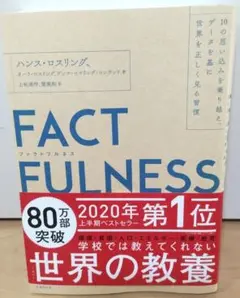 10の思い込みを乗り越え、
データを基に
世界を正しく見る習慣
ハンス・ロスリング、
オーラ・ロスリング、アンナ・ロスリング・ロンランド 著
上杉周作、関美和 訳
FACT
ファクトフルネス
FULNESS
80万部
突破
2020年
上半期ベストセラー
第1位
学校では教えてくれない
世界の教養